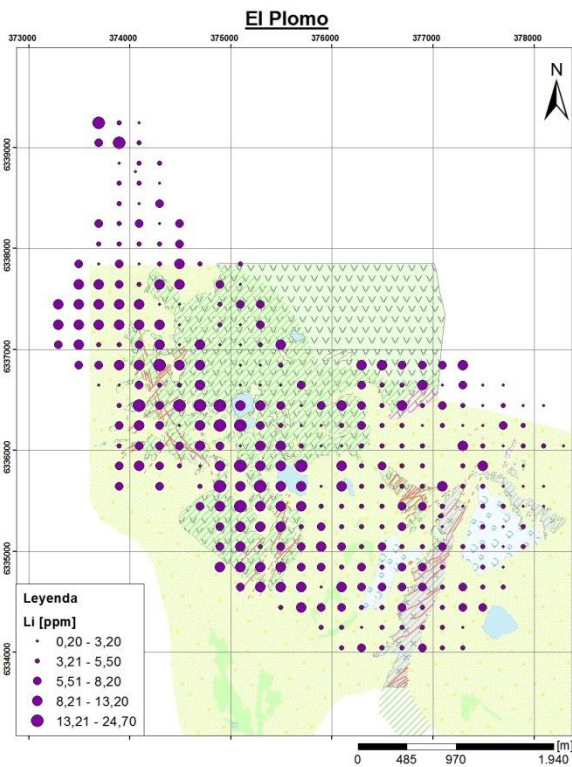 El Plomo
373000 374000 375000 376000 377000 378000
N
6339000
6338000
6337000
6336000
6335000
6334000
Leyenda
Li [ppm]
0,20 - 3,20
3,21 - 5,50
5,51 - 8,20
8,21 - 13,20
13,21 - 24,70
[m]
0 485 970 1.940